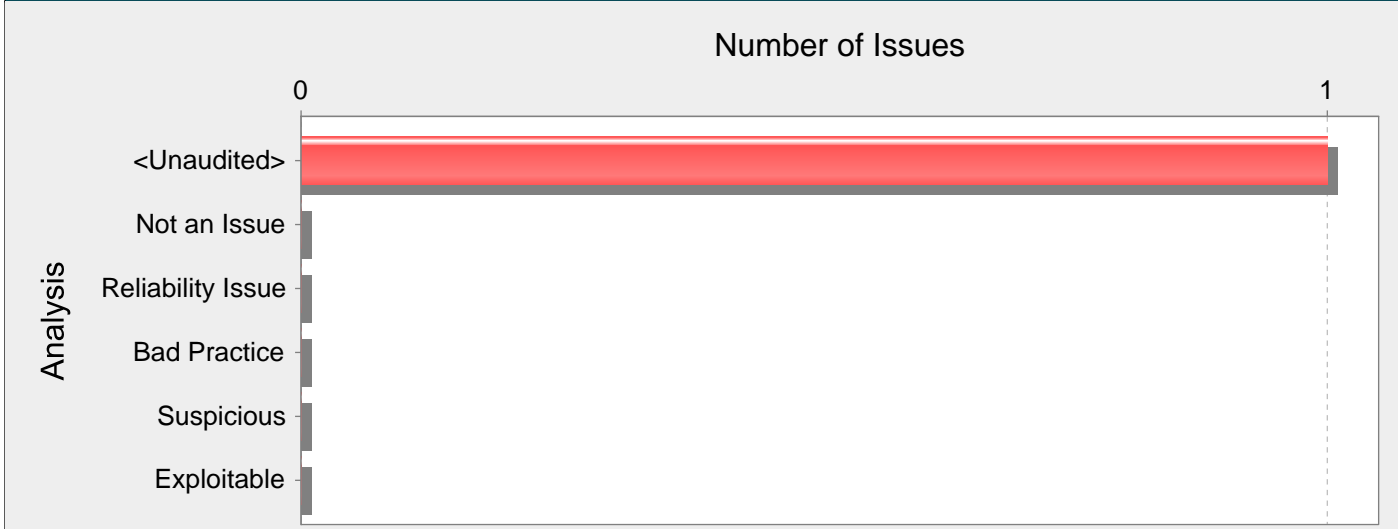 Number of Issues
0 1
<Unaudited>
Not an Issue
Reliability Issue
Bad Practice
Suspicious
Exploitable
Analysis